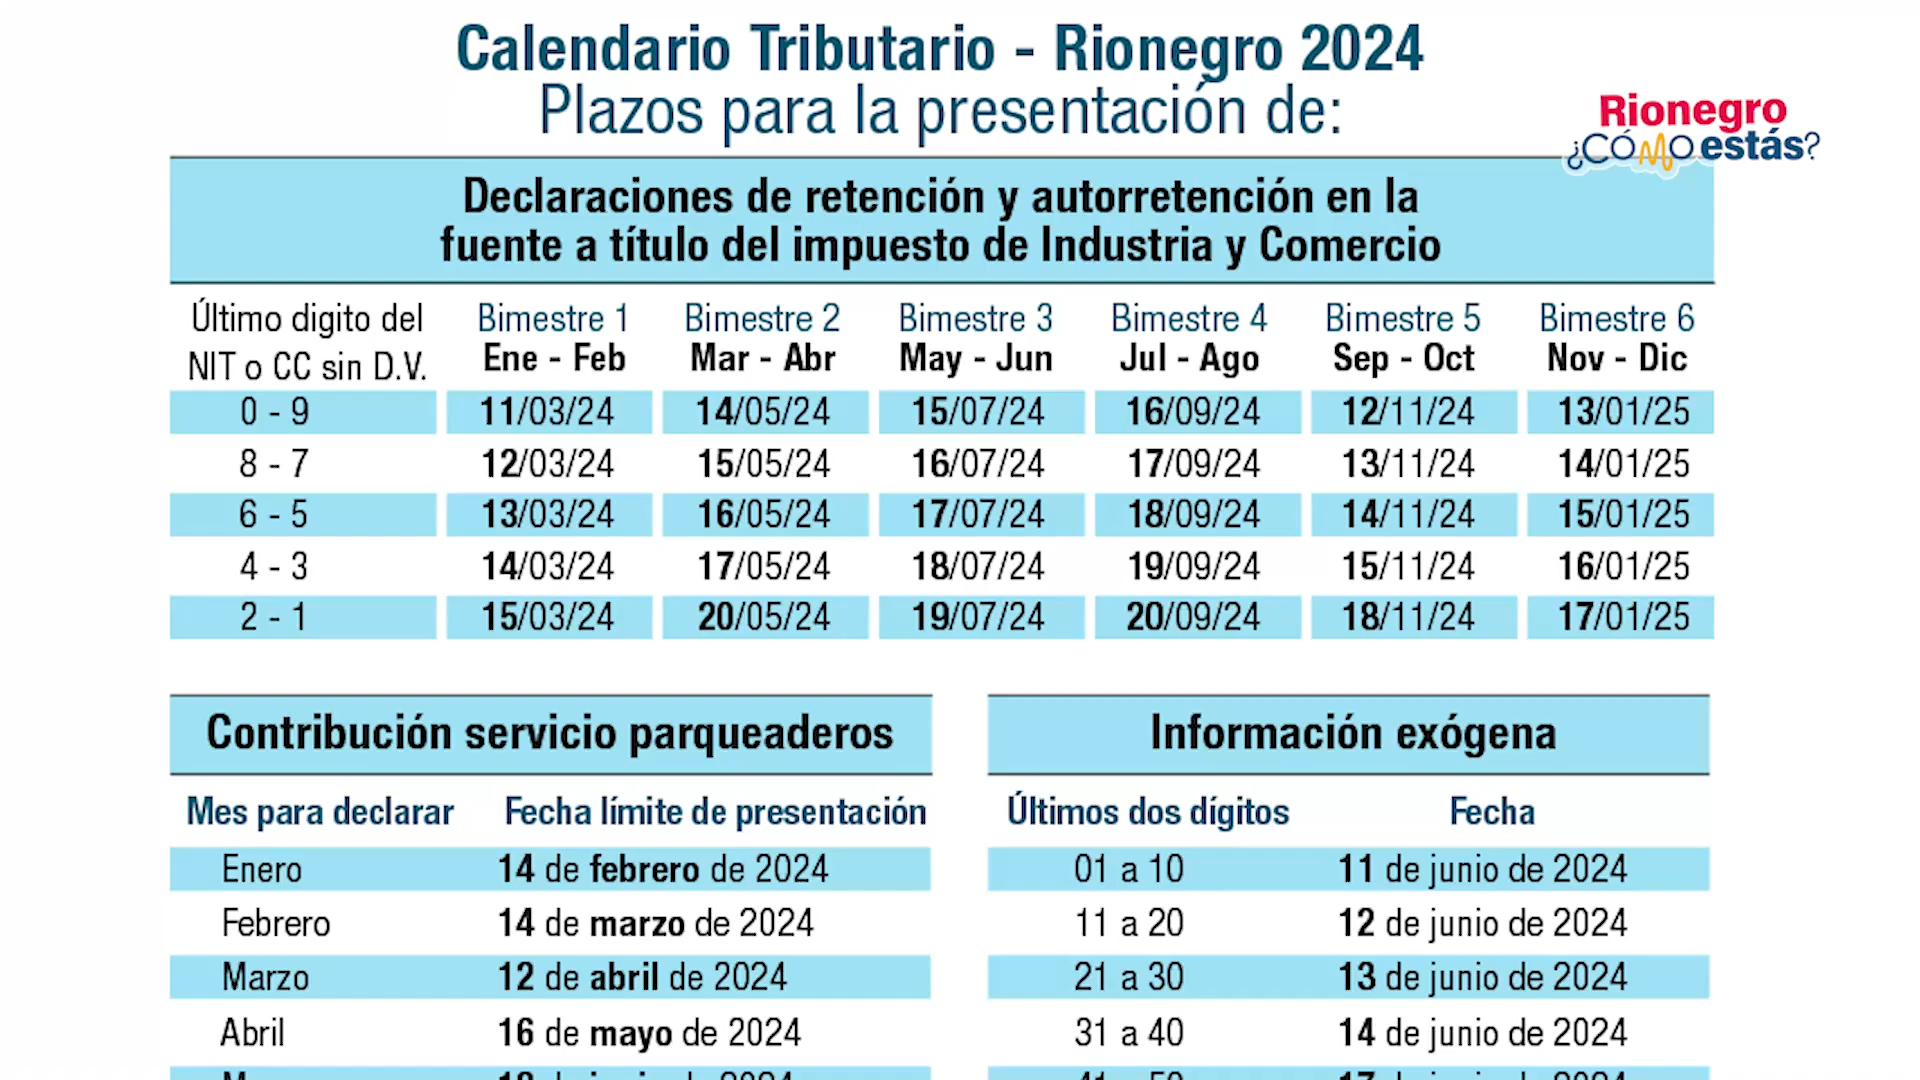 Calendario Tributario - Rionegro 2024
Plazos para la presentación de:
Rionegro
¿CÓMO estás?
Declaraciones de retención y autorretención en la
fuente a título del impuesto de Industria y Comercio
Último digito del
NIT o CC sin D.V.
Bimestre 1 Bimestre 2 Bimestre 3 Bimestre 4 Bimestre 5 Bimestre 6
Ene - Feb Mar - Abr May - Jun Jul - Ago Sep - Oct Nov - Dic
0 - 9 11/03/24 14/05/24 15/07/24 16/09/24 12/11/24 13/01/25
8 - 7 12/03/24 15/05/24 16/07/24 17/09/24 13/11/24 14/01/25
6 - 5 13/03/24 16/05/24 17/07/24 18/09/24 14/11/24 15/01/25
4 - 3 14/03/24 17/05/24 18/07/24 19/09/24 15/11/24 16/01/25
2 - 1 15/03/24 20/05/24 19/07/24 20/09/24 18/11/24 17/01/25
Contribución servicio parqueaderos
Mes para declarar Fecha límite de presentación
Enero 14 de febrero de 2024
Febrero 14 de marzo de 2024
Marzo 12 de abril de 2024
Abril 16 de mayo de 2024
Información exógena
Últimos dos dígitos Fecha
01 a 10 11 de junio de 2024
11 a 20 12 de junio de 2024
21 a 30 13 de junio de 2024
31 a 40 14 de junio de 2024